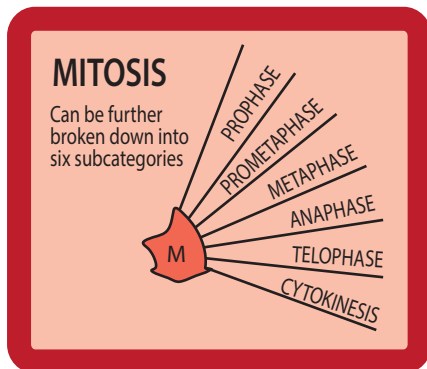 MITOSIS
Can be further
broken down into
six subcategories
PROPHASE
PROMETAPHASE
METAPHASE
ANAPHASE
TELOPHASE
CYTOKINESIS
M